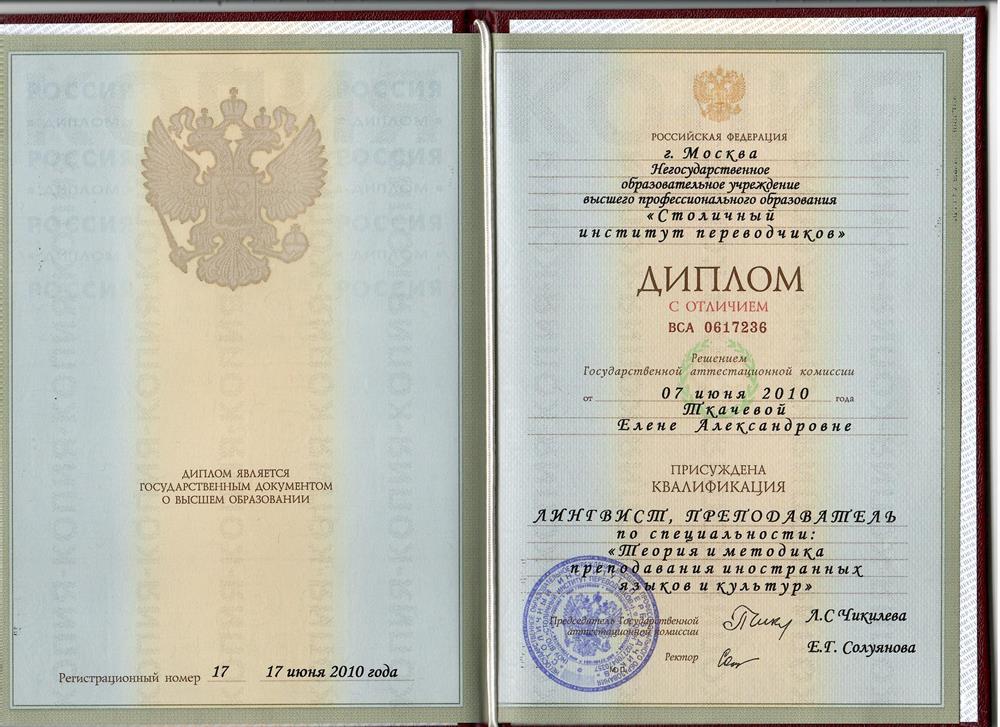 ДИПЛОМ ЯВЛЯЕТСЯ
ГОСУДАРСТВЕННЫМ ДОКУМЕНТОМ
О ВЫСШЕМ ОБРАЗОВАНИИ
Регистрационный номер 17 17 июня 2010 года
РОССИЙСКАЯ ФЕДЕРАЦИЯ
г. Москва
Негосударственное
образовательное учреждение
высшего профессионального образования
«Столичный
институт переводчиков»
ДИПЛОМ
С ОТЛИЧИЕМ
ВСА 0617236
Решением
Государственной аттестационной комиссии
от 07 июня 2010 года
Ткачевой
Елене Александровне
ПРИСУЖДЕНА
КВАЛИФИКАЦИЯ
ЛИНГВИСТ, ПРЕПОДАВАТЕЛЬ
по специальности:
«Теория и методика
преподавания иностранных
языков и культур»
Председатель Государственной
аттестационной комиссии
Л.С Чикилева
Ректор
Е.Г. Солуянова